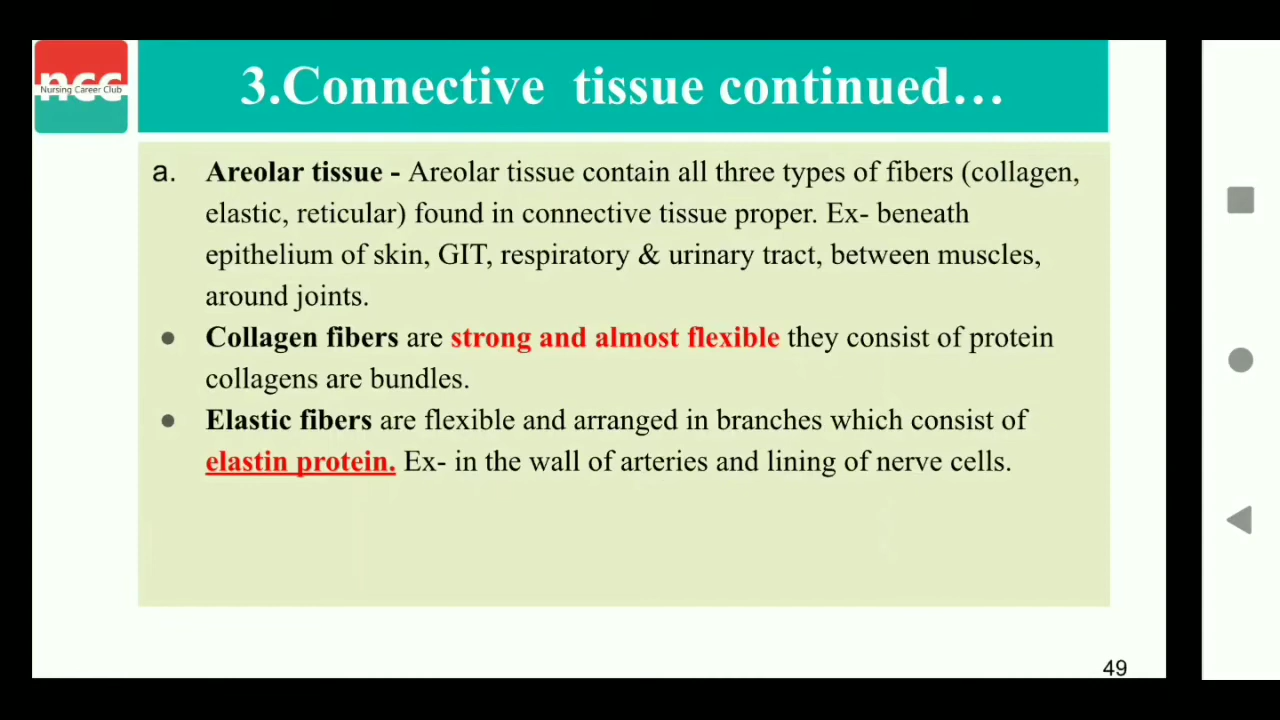 ncc
Nursing Career Club
3.Connective tissue continued...
a. Areolar tissue - Areolar tissue contain all three types of fibers (collagen,
elastic, reticular) found in connective tissue proper. Ex- beneath
epithelium of skin, GIT, respiratory & urinary tract, between muscles,
around joints.
● Collagen fibers are strong and almost flexible they consist of protein
collagens are bundles.
● Elastic fibers are flexible and arranged in branches which consist of
elastin protein. Ex- in the wall of arteries and lining of nerve cells.
49